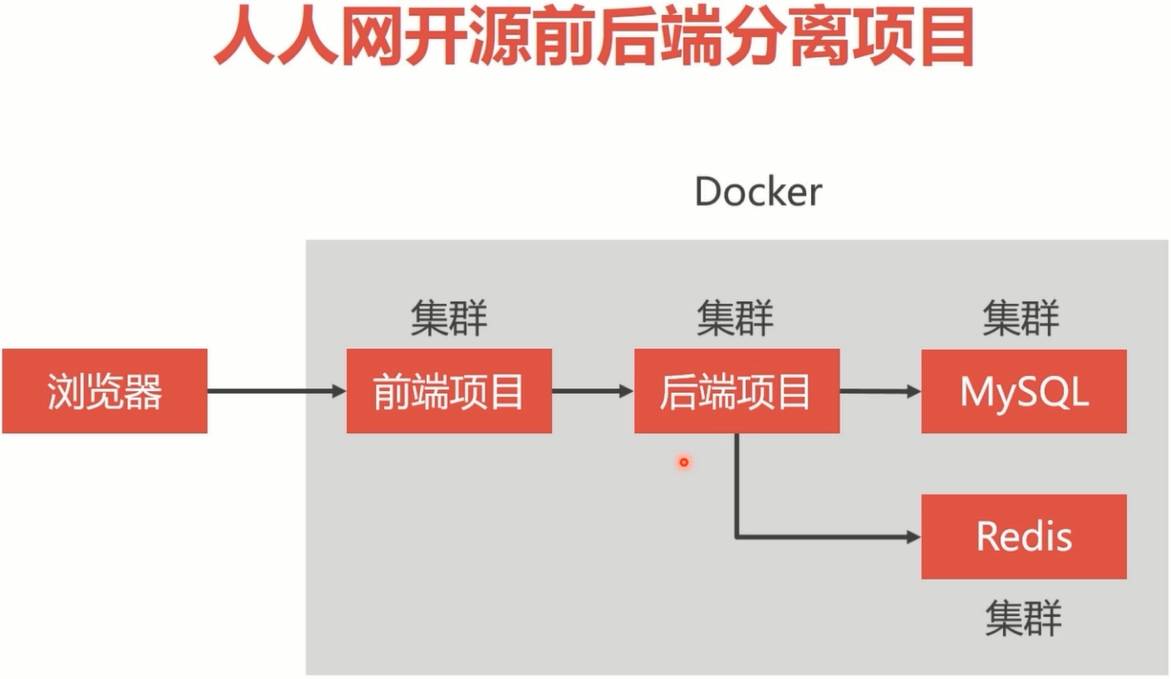 人人网开源前后端分离项目
Docker
集群
集群
集群
浏览器
前端项目
后端项目
MySQL
Redis
集群